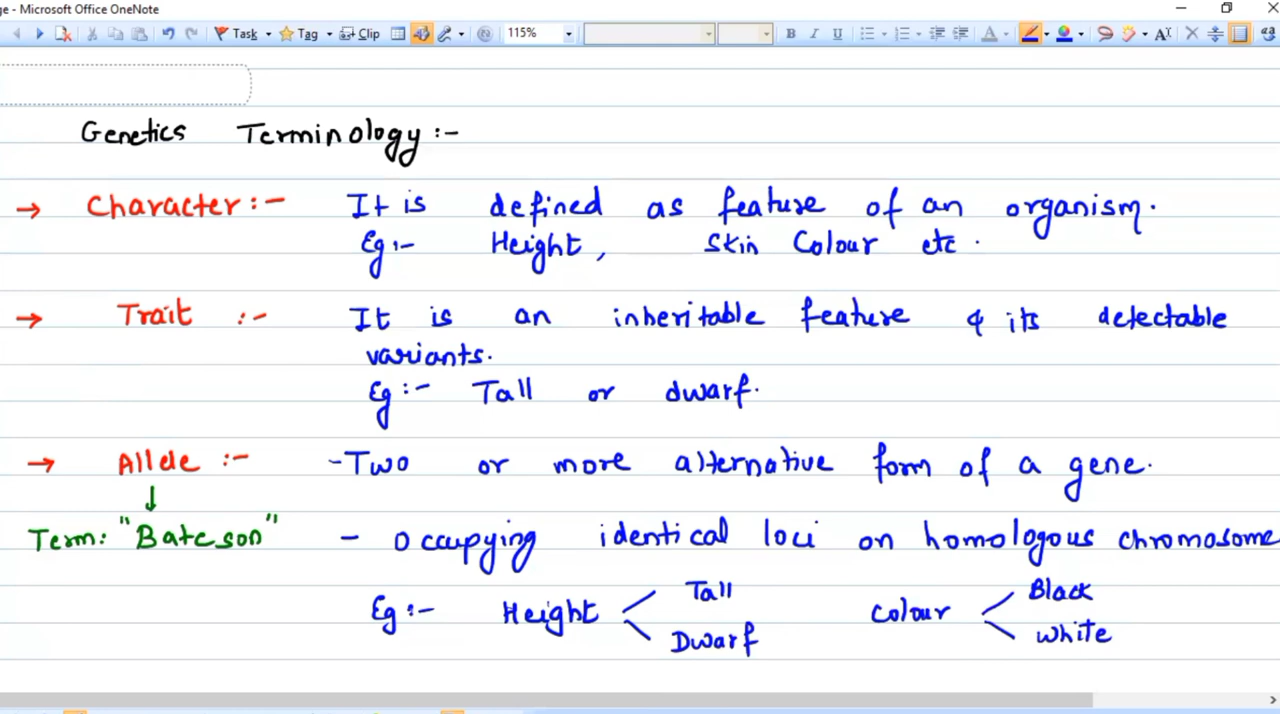 ge - Microsoft Office OneNote
Task Tag Clip 115% B I U A
Genetics Terminology :-
→ Character :- It is defined as feature of an organism.
Eg :- Height, Skin Colour etc.
→ Trait :- It is an inheritable feature & its detectable
variants.
Eg :- Tall or dwarf.
→ Allele :- - Two or more alternative form of a gene.
↓
Term: "Bateson" - Occupying identical loci on homologous chromosome
Eg :- Height Tall Colour Black
Dwarf White